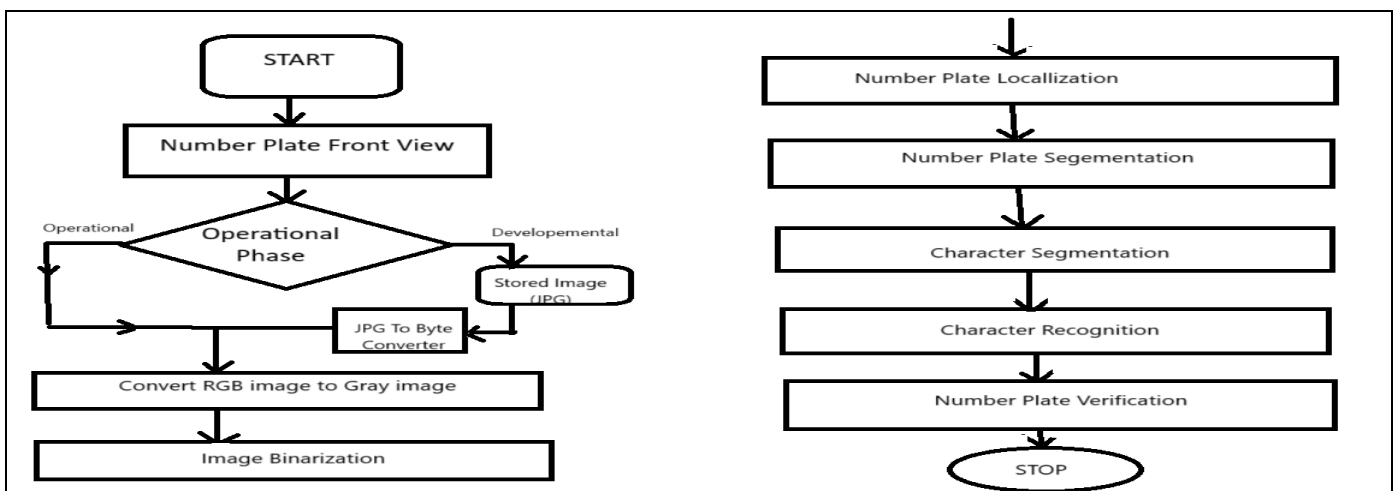 START
Number Plate Front View
Operational
Operational
Phase
Developemental
Stored Image
(JPG)
JPG To Byte
Converter
Convert RGB image to Gray image
Image Binarization
Number Plate Locallization
Number Plate Segementation
Character Segmentation
Character Recognition
Number Plate Verification
STOP